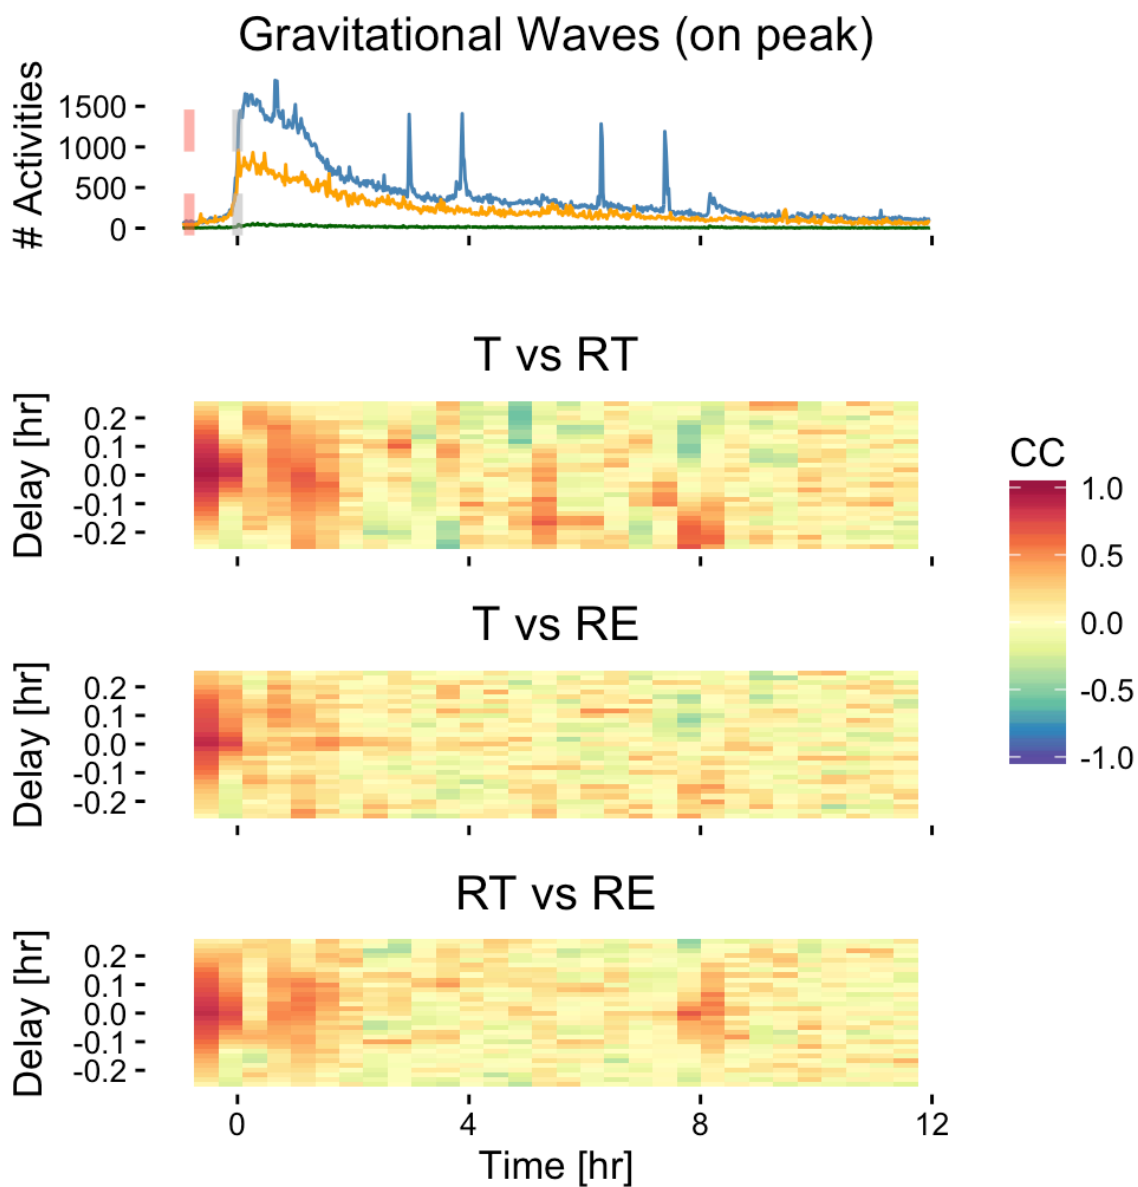 Gravitational Waves (on peak)
# Activities
1500
1000
500
0
T vs RT
Delay [hr]
0.2
0.1
0.0
-0.1
-0.2
T vs RE
Delay [hr]
0.2
0.1
0.0
-0.1
-0.2
RT vs RE
Delay [hr]
0.2
0.1
0.0
-0.1
-0.2
0 4 8 12
Time [hr]
CC
1.0
0.5
0.0
-0.5
-1.0